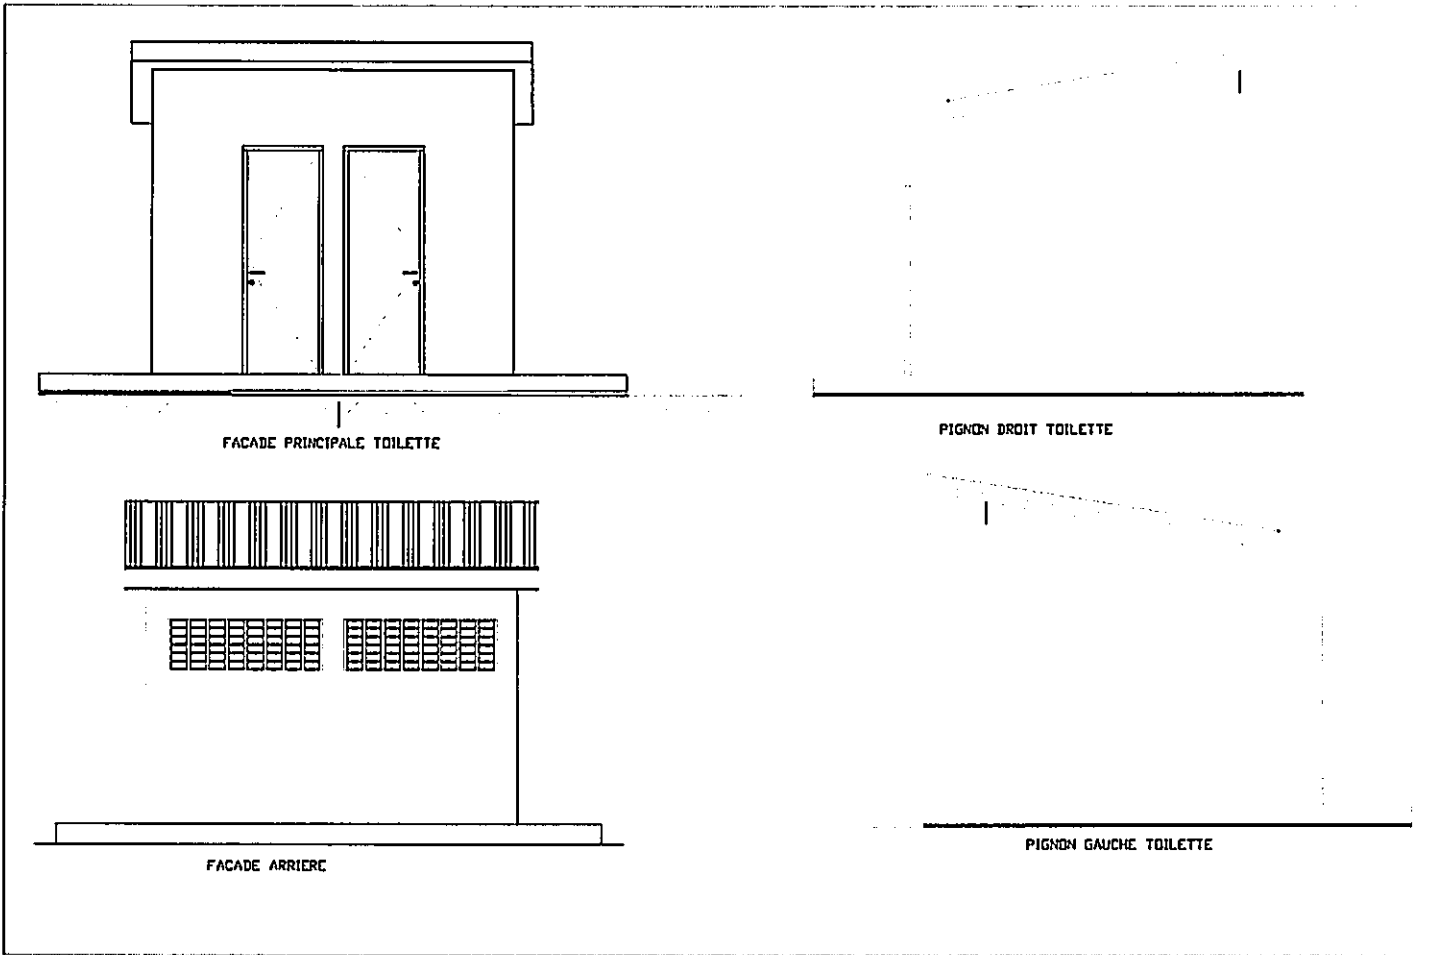 FACADE PRINCIPALE TOILETTE
PIGNON DROIT TOILETTE
FACADE ARRIERE
PIGNON GAUCHE TOILETTE